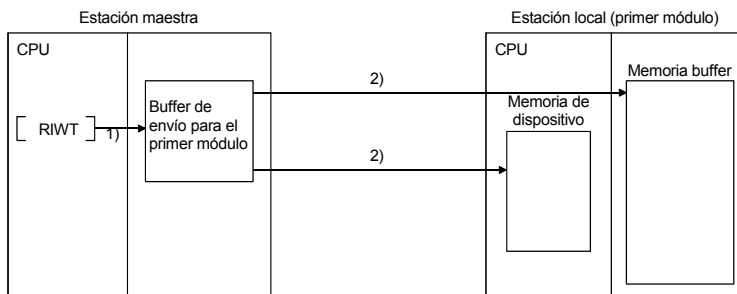 Estación maestra
Estación local (primer módulo)
CPU
CPU
Memoria buffer
2)
Buffer de
envío para el
primer módulo
Memoria de
dispositivo
[ RIWT ]
1)
2)